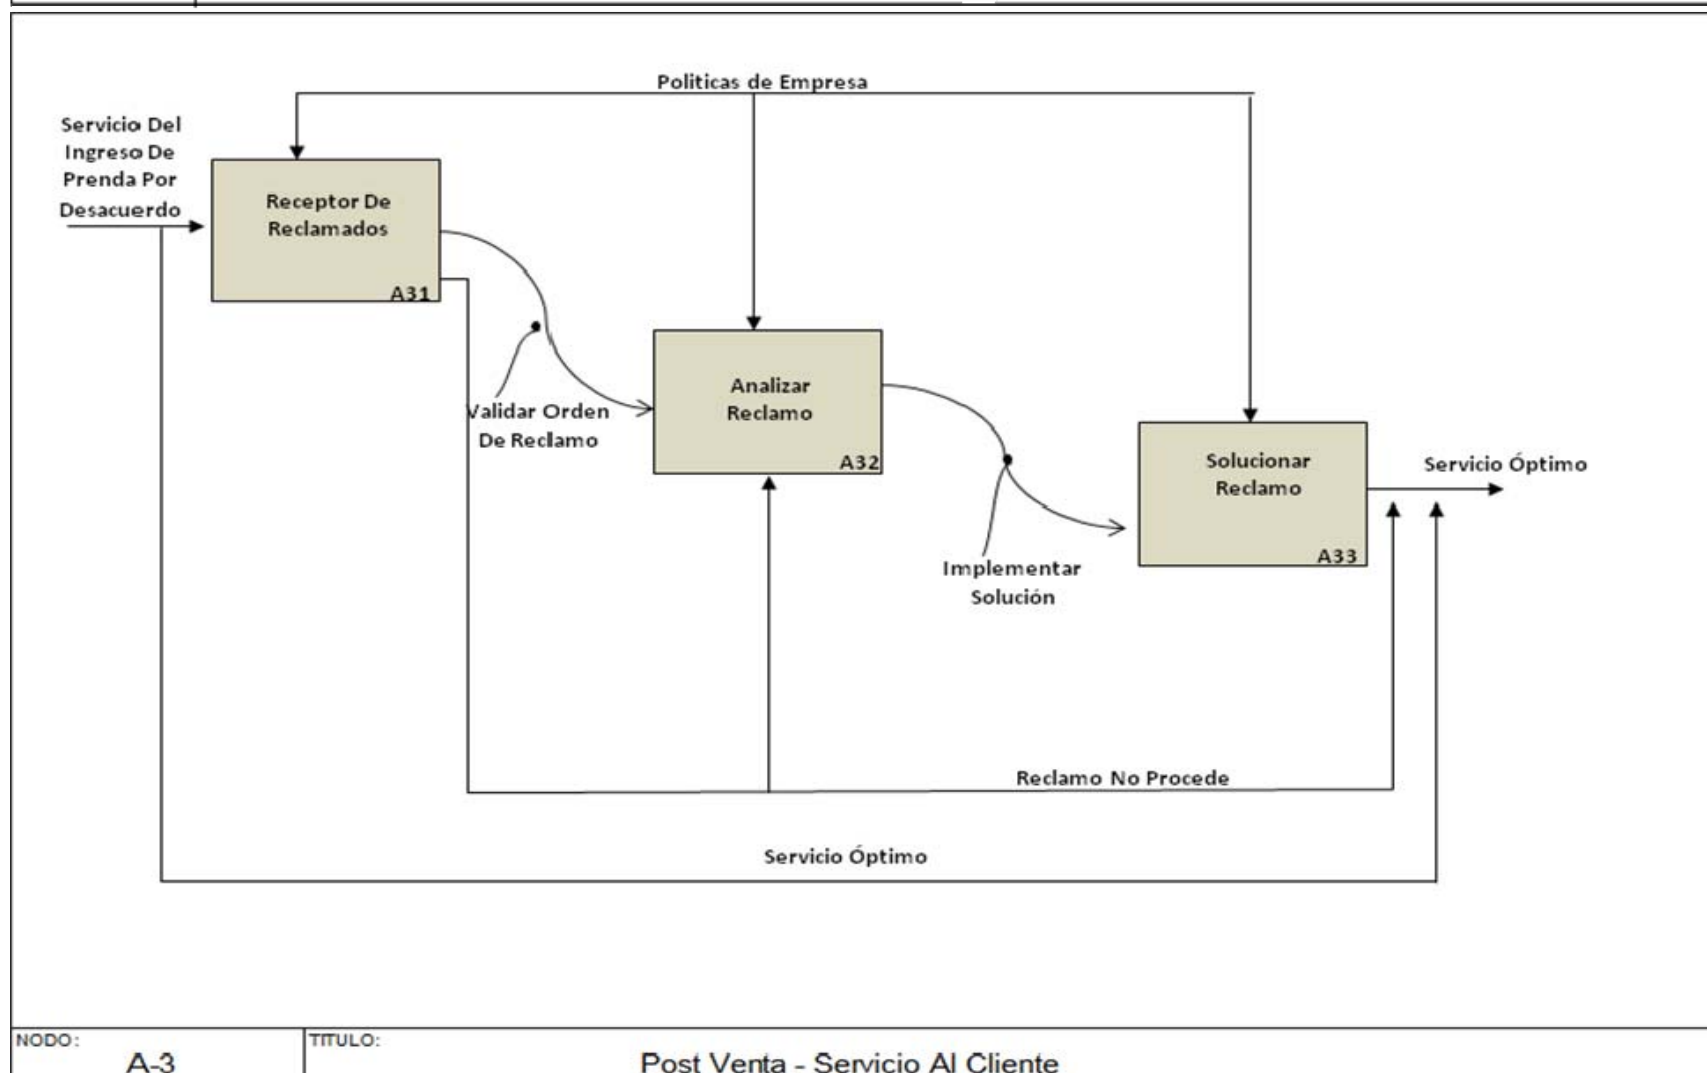 Politicas de Empresa
Servicio Del
Ingreso De
Prenda Por
Desacuerdo
Receptor De
Reclamados
A31
Validar Orden
De Reclamo
Analizar
Reclamo
A32
Implementar
Solución
Solucionar
Reclamo
A33
Servicio Óptimo
Reclamo No Procede
Servicio Óptimo
NODO:
A-3
TITULO:
Post Venta - Servicio Al Cliente